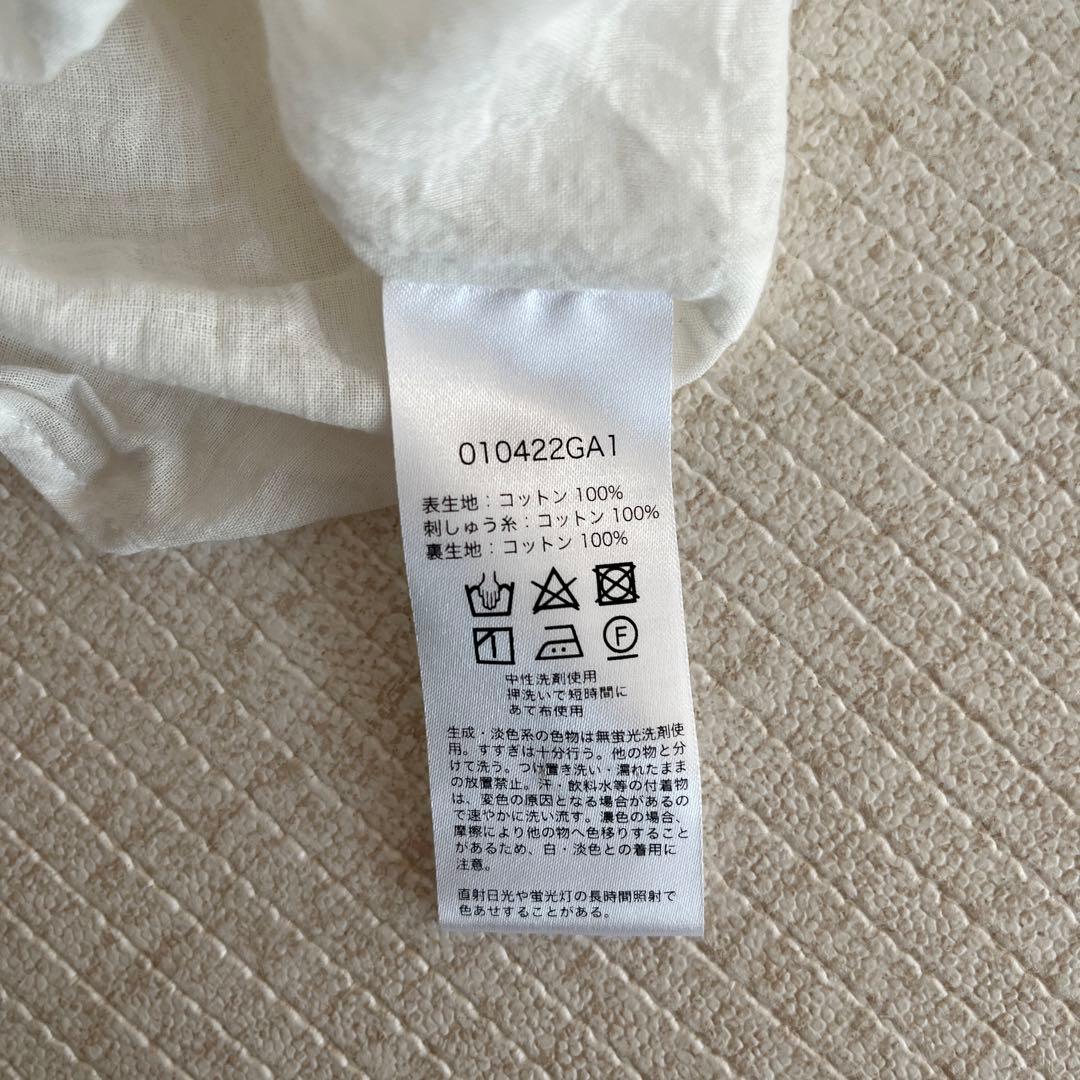 010422GA1
表生地：コットン 100%
刺しゅう糸：コットン 100%
裏生地：コットン 100%
F
中性洗剤使用
押洗いで短時間に
あて布使用
生成・淡色系の色物は無蛍光洗剤使
用。すすぎは十分行う。他の物と分
けて洗う。つけ置き洗い・濡れたまま
の放置禁止。汗・飲料水等の付着物
は、変色の原因となる場合があるの
で速やかに洗い流す。濃色の場合、
摩擦により他の物へ色移りすること
があるため、白・淡色との着用に
注意。
直射日光や蛍光灯の長時間照射で
色あせすることがある。